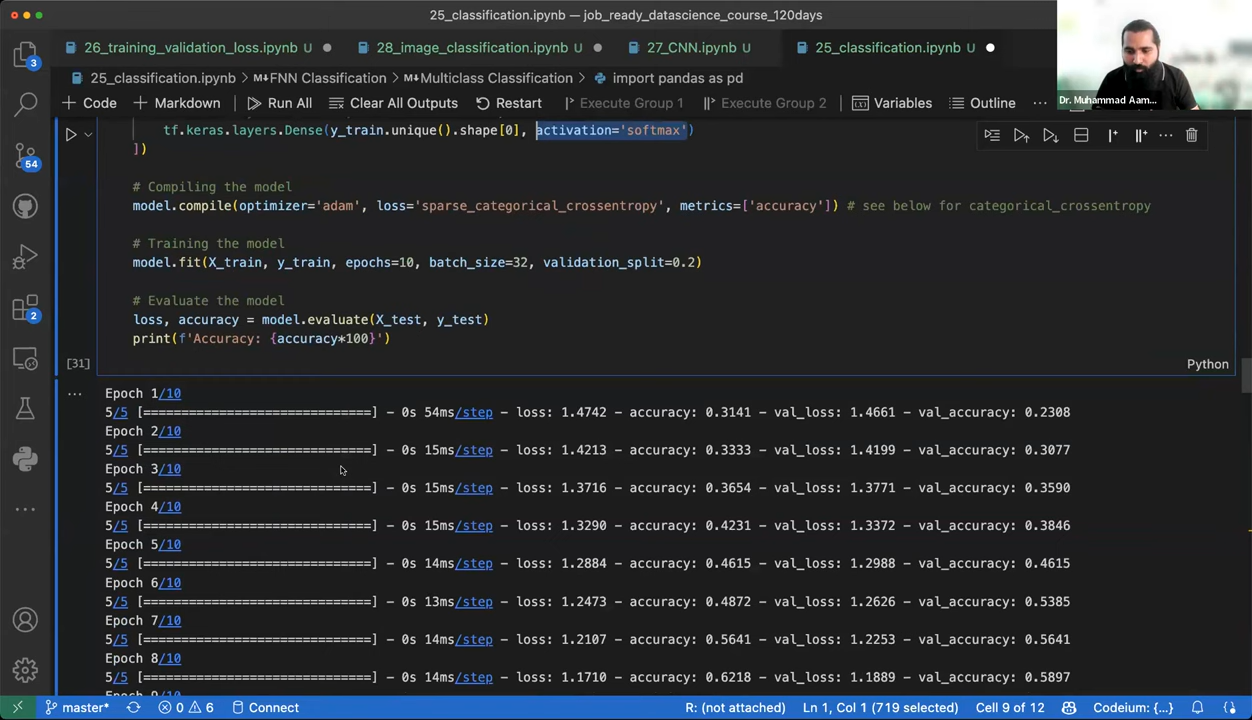 25_classification.ipynb — job_ready_datascience_course_120days
26_training_validation_loss.ipynb U
28_image_classification.ipynb U
27_CNN.ipynb U
25_classification.ipynb U
25_classification.ipynb > M↓FNN Classification > M↓Multiclass Classification > import pandas as pd
+ Code + Markdown Run All Clear All Outputs Restart Execute Group 1 Execute Group 2 Variables Outline ...
Dr. Muhammad Aam...
tf.keras.layers.Dense(y_train.unique().shape[0], activation='softmax')
])
# Compiling the model
model.compile(optimizer='adam', loss='sparse_categorical_crossentropy', metrics=['accuracy']) # see below for categorical_crossentropy
# Training the model
model.fit(X_train, y_train, epochs=10, batch_size=32, validation_split=0.2)
# Evaluate the model
loss, accuracy = model.evaluate(X_test, y_test)
print(f'Accuracy: {accuracy*100}')
[31]
Python
Epoch 1/10
5/5 [==============================] - 0s 54ms/step - loss: 1.4742 - accuracy: 0.3141 - val_loss: 1.4661 - val_accuracy: 0.2308
Epoch 2/10
5/5 [==============================] - 0s 15ms/step - loss: 1.4213 - accuracy: 0.3333 - val_loss: 1.4199 - val_accuracy: 0.3077
Epoch 3/10
5/5 [==============================] - 0s 15ms/step - loss: 1.3716 - accuracy: 0.3654 - val_loss: 1.3771 - val_accuracy: 0.3590
Epoch 4/10
5/5 [==============================] - 0s 15ms/step - loss: 1.3290 - accuracy: 0.4231 - val_loss: 1.3372 - val_accuracy: 0.3846
Epoch 5/10
5/5 [==============================] - 0s 14ms/step - loss: 1.2884 - accuracy: 0.4615 - val_loss: 1.2988 - val_accuracy: 0.4615
Epoch 6/10
5/5 [==============================] - 0s 13ms/step - loss: 1.2473 - accuracy: 0.4872 - val_loss: 1.2626 - val_accuracy: 0.5385
Epoch 7/10
5/5 [==============================] - 0s 14ms/step - loss: 1.2107 - accuracy: 0.5641 - val_loss: 1.2253 - val_accuracy: 0.5641
Epoch 8/10
5/5 [==============================] - 0s 14ms/step - loss: 1.1710 - accuracy: 0.6218 - val_loss: 1.1889 - val_accuracy: 0.5897
3
54
2
master* 0 6 Connect R: (not attached) Ln 1, Col 1 (719 selected) Cell 9 of 12 Codeium: {...}